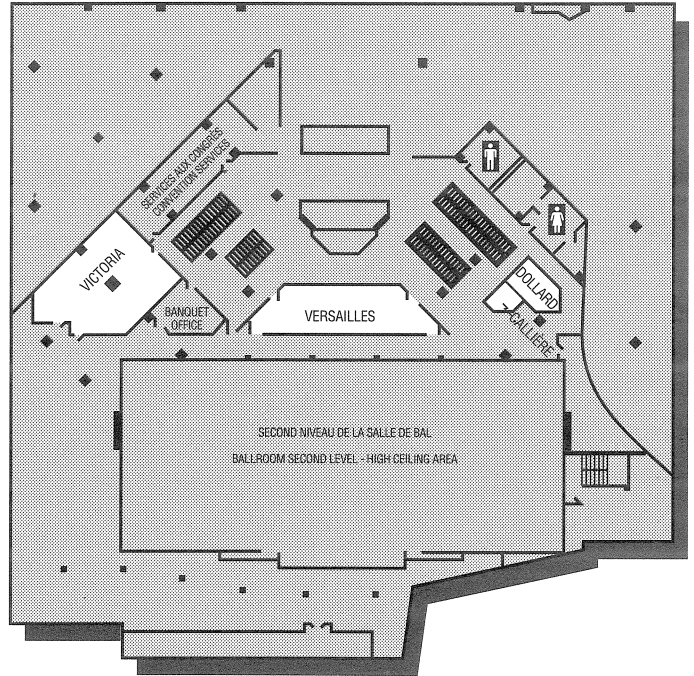 SERVICES AUX CONGRÈS
CONVENTION SERVICES
VICTORIA
BANQUET
OFFICE
VERSAILLES
DOLLARD
CALLIÈRE
SECOND NIVEAU DE LA SALLE DE BAL
BALLROOM SECOND LEVEL - HIGH CEILING AREA